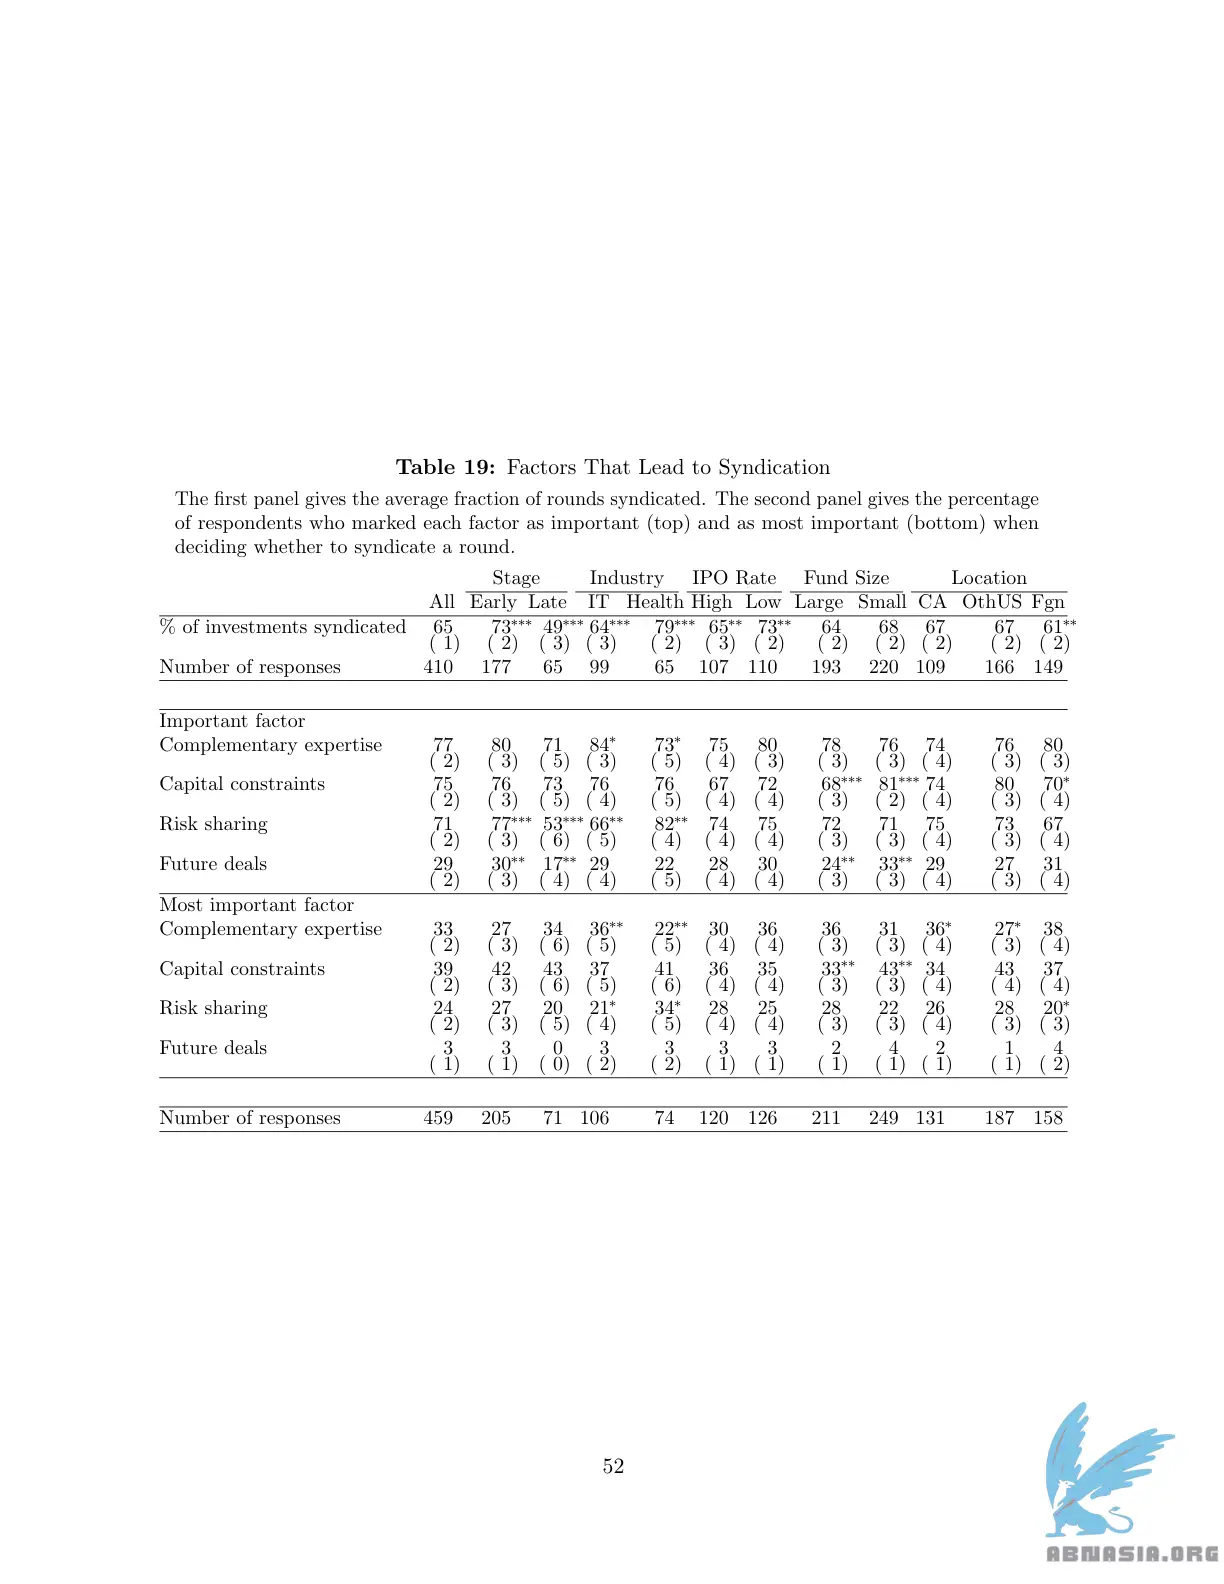 Table 19: Factors That Lead to Syndication
The first panel gives the average fraction of rounds syndicated. The second panel gives the percentage
of respondents who marked each factor as important (top) and as most important (bottom) when
deciding whether to syndicate a round.
Stage Industry IPO Rate Fund Size Location
All Early Late IT Health High Low Large Small CA OthUS Fgn
% of investments syndicated 65 73*** 49*** 64*** 79*** 65** 73** 64 68 67 67 61**
( 1) ( 2) ( 3) ( 3) ( 2) ( 3) ( 2) ( 2) ( 2) ( 2) ( 2) ( 2)
Number of responses 410 177 65 99 65 107 110 193 220 109 166 149
Important factor
Complementary expertise 77 80 71 84* 73* 75 80 78 76 74 76 80
( 2) ( 3) ( 5) ( 3) ( 5) ( 4) ( 3) ( 3) ( 3) ( 4) ( 3) ( 3)
Capital constraints 75 76 73 76 76 67 72 68*** 81*** 74 80 70*
( 2) ( 3) ( 5) ( 4) ( 5) ( 4) ( 4) ( 3) ( 2) ( 4) ( 3) ( 4)
Risk sharing 71 77*** 53*** 66** 82** 74 75 72 71 75 73 67
( 2) ( 3) ( 6) ( 5) ( 4) ( 4) ( 4) ( 3) ( 3) ( 4) ( 3) ( 4)
Future deals 29 30** 17** 29 22 28 30 24** 33** 29 27 31
( 2) ( 3) ( 4) ( 4) ( 5) ( 4) ( 4) ( 3) ( 3) ( 4) ( 3) ( 4)
Most important factor
Complementary expertise 33 27 34 36** 22** 30 36 36 31 36* 27* 38
( 2) ( 3) ( 6) ( 5) ( 5) ( 4) ( 4) ( 3) ( 3) ( 4) ( 3) ( 4)
Capital constraints 39 42 43 37 41 36 35 33** 43** 34 43 37
( 2) ( 3) ( 6) ( 5) ( 6) ( 4) ( 4) ( 3) ( 3) ( 4) ( 4) ( 4)
Risk sharing 24 27 20 21* 34* 28 25 28 22 26 28 20*
( 2) ( 3) ( 5) ( 4) ( 5) ( 4) ( 4) ( 3) ( 3) ( 4) ( 3) ( 3)
Future deals 3 3 0 3 3 3 3 2 4 2 1 4
( 1) ( 1) ( 0) ( 2) ( 2) ( 1) ( 1) ( 1) ( 1) ( 1) ( 1) ( 2)
Number of responses 459 205 71 106 74 120 126 211 249 131 187 158
52
ABNASIA.ORG